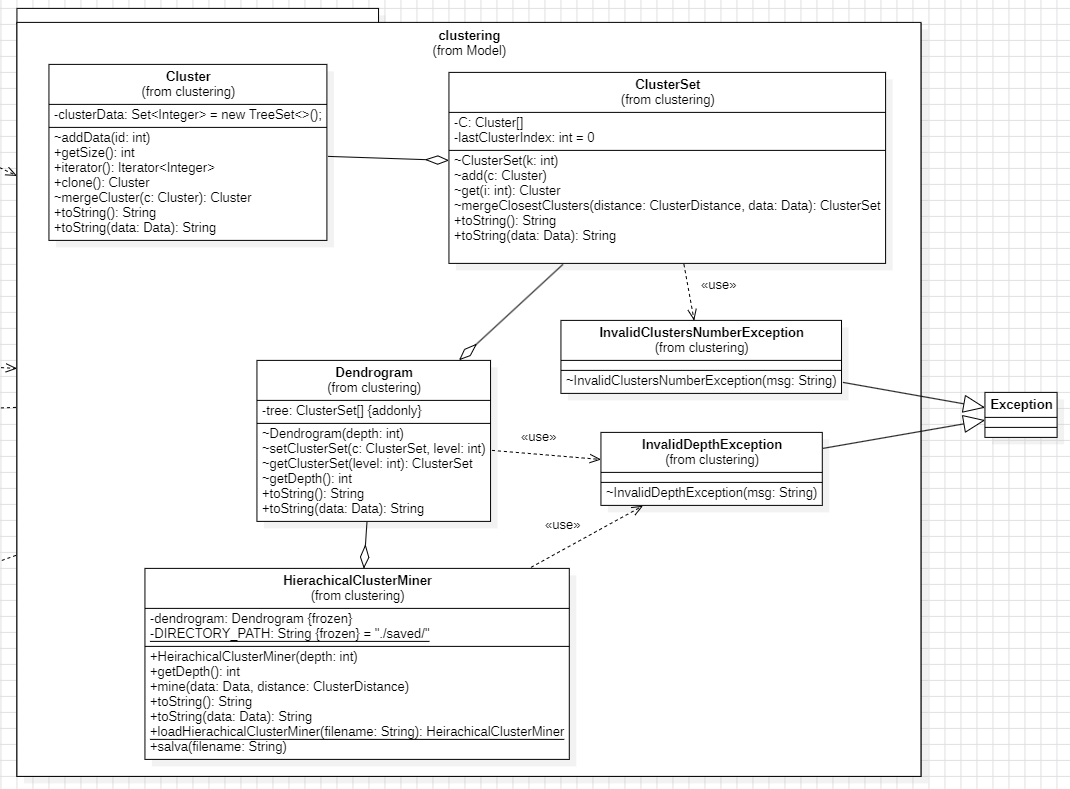 clustering
(from Model)
Cluster
(from clustering)
-clusterData: Set<Integer> = new TreeSet<>();
~addData(id: int)
+getSize(): int
+iterator(): Iterator<Integer>
+clone(): Cluster
~mergeCluster(c: Cluster): Cluster
+toString(): String
+toString(data: Data): String
ClusterSet
(from clustering)
-C: Cluster[]
-lastClusterIndex: int = 0
~ClusterSet(k: int)
~add(c: Cluster)
~get(i: int): Cluster
~mergeClosestClusters(distance: ClusterDistance, data: Data): ClusterSet
+toString(): String
+toString(data: Data): String
«use»
InvalidClustersNumberException
(from clustering)
~InvalidClustersNumberException(msg: String)
Exception
Dendrogram
(from clustering)
-tree: ClusterSet[] {addonly}
~Dendrogram(depth: int)
~setClusterSet(c: ClusterSet, level: int)
~getClusterSet(level: int): ClusterSet
~getDepth(): int
+toString(): String
+toString(data: Data): String
«use»
InvalidDepthException
(from clustering)
~InvalidDepthException(msg: String)
«use»
HierachicalClusterMiner
(from clustering)
-dendrogram: Dendrogram {frozen}
-DIRECTORY_PATH: String {frozen} = "./saved/"
+HeirachicalClusterMiner(depth: int)
+getDepth(): int
+mine(data: Data, distance: ClusterDistance)
+toString(): String
+toString(data: Data): String
+loadHierachicalClusterMiner(filename: String): HeirachicalClusterMiner
+salva(filename: String)